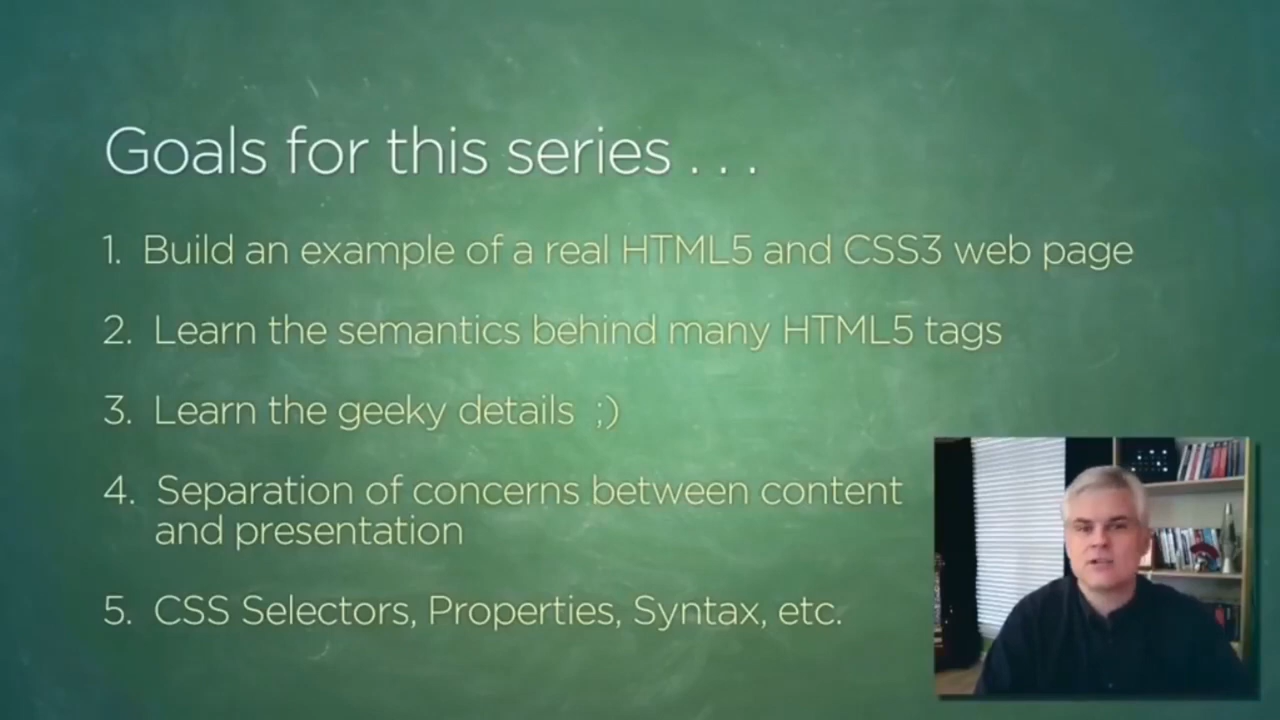 Goals for this series . . .
1. Build an example of a real HTML5 and CSS3 web page
2. Learn the semantics behind many HTML5 tags
3. Learn the geeky details ;)
4. Separation of concerns between content
and presentation
5. CSS Selectors, Properties, Syntax, etc.